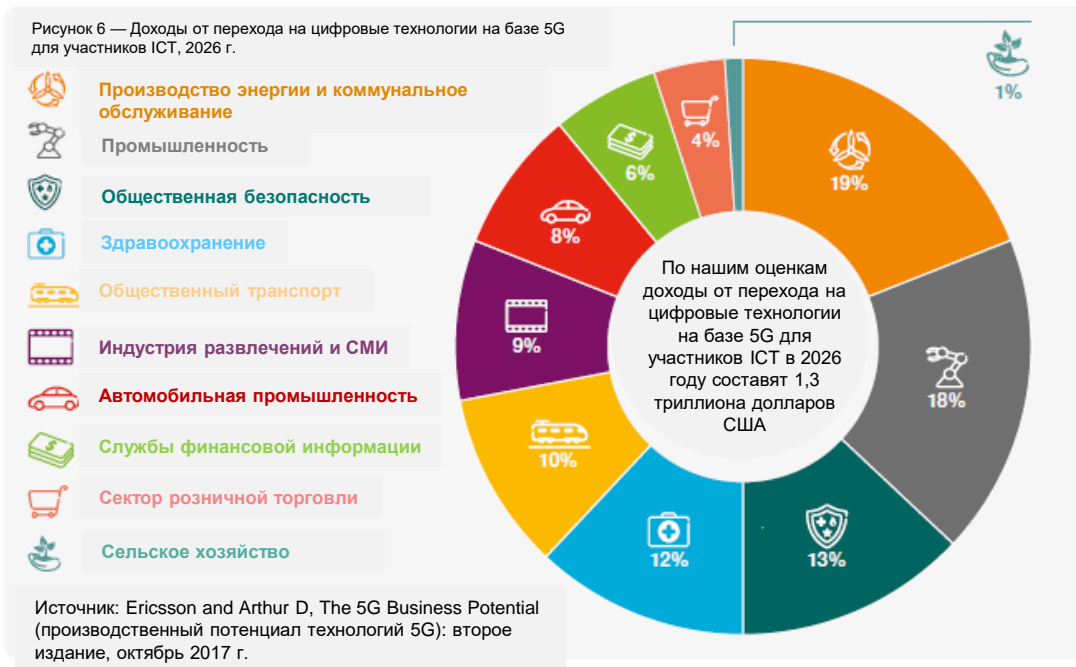 Рисунок 6 — Доходы от перехода на цифровые технологии на базе 5G
для участников ICT, 2026 г.
Производство энергии и коммунальное
обслуживание
Промышленность
Общественная безопасность
Здравоохранение
Общественный транспорт
Индустрия развлечений и СМИ
Автомобильная промышленность
Службы финансовой информации
Сектор розничной торговли
Сельское хозяйство
Источник: Ericsson and Arthur D, The 5G Business Potential
(производственный потенциал технологий 5G): второе
издание, октябрь 2017 г.
1%
19%
18%
13%
12%
10%
9%
8%
6%
4%
По нашим оценкам
доходы от перехода на
цифровые технологии
на базе 5G для
участников ICT в 2026
году составят 1,3
триллиона долларов
США